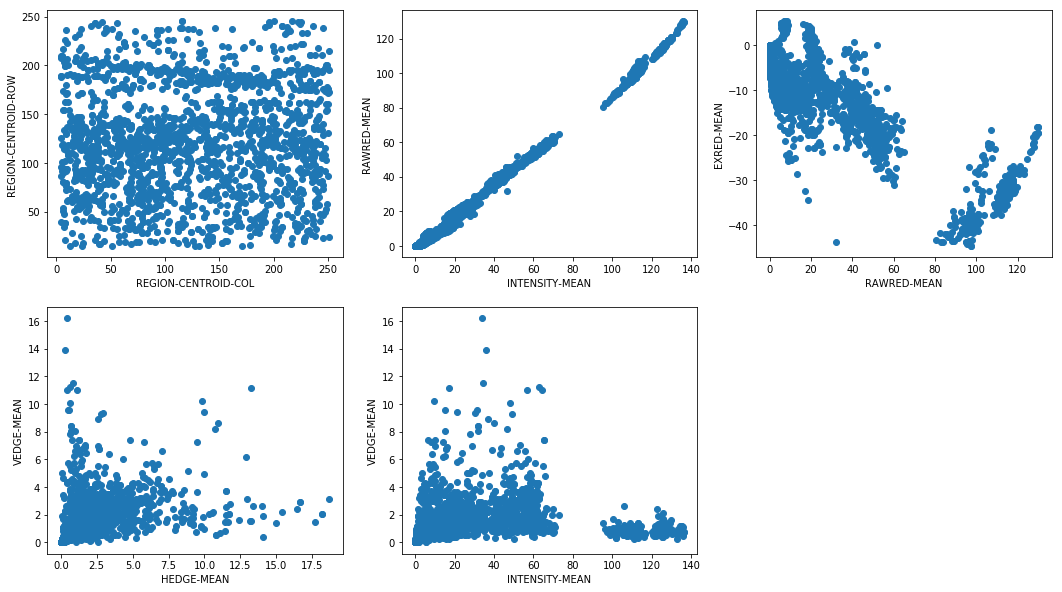 250
200
150
100
50
0 50 100 150 200 250
REGION-CENTROID-ROW
REGION-CENTROID-COL
120
100
80
60
40
20
0
0 20 40 60 80 100 120 140
RAWRED-MEAN
INTENSITY-MEAN
0
−10
−20
−30
−40
0 20 40 60 80 100 120
EXRED-MEAN
RAWRED-MEAN
16
14
12
10
8
6
4
2
0
0.0 2.5 5.0 7.5 10.0 12.5 15.0 17.5
VEDGE-MEAN
HEDGE-MEAN
16
14
12
10
8
6
4
2
0
0 20 40 60 80 100 120 140
VEDGE-MEAN
INTENSITY-MEAN